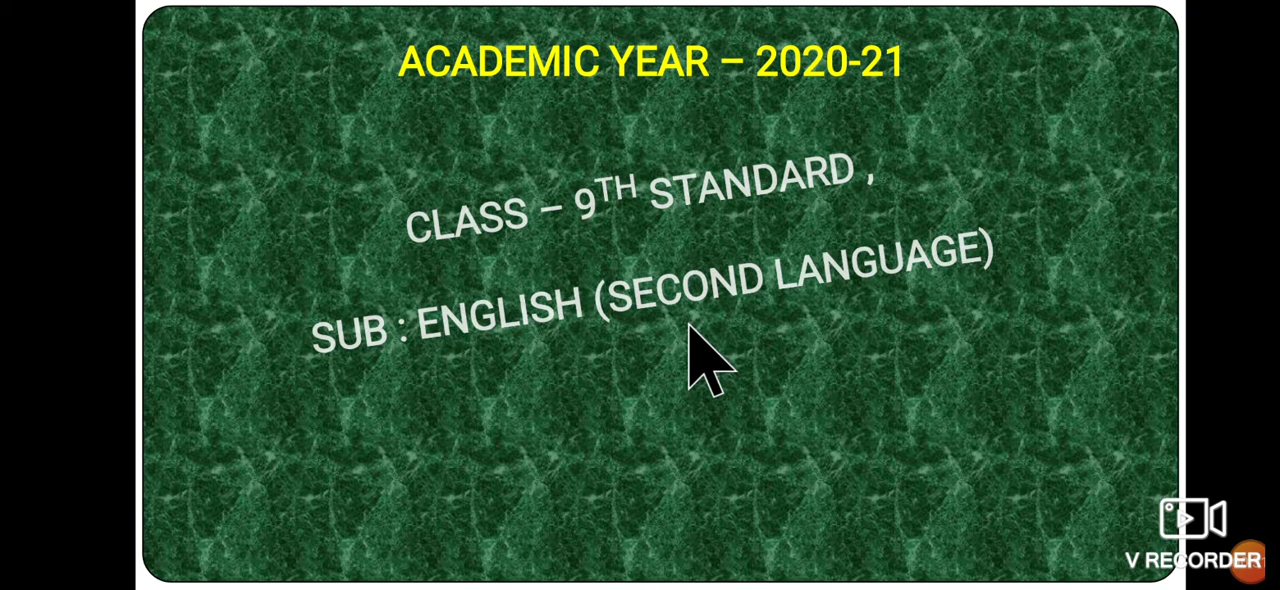 ACADEMIC YEAR – 2020-21
CLASS – 9TH STANDARD ,
SUB : ENGLISH (SECOND LANGUAGE)
V RECORDER